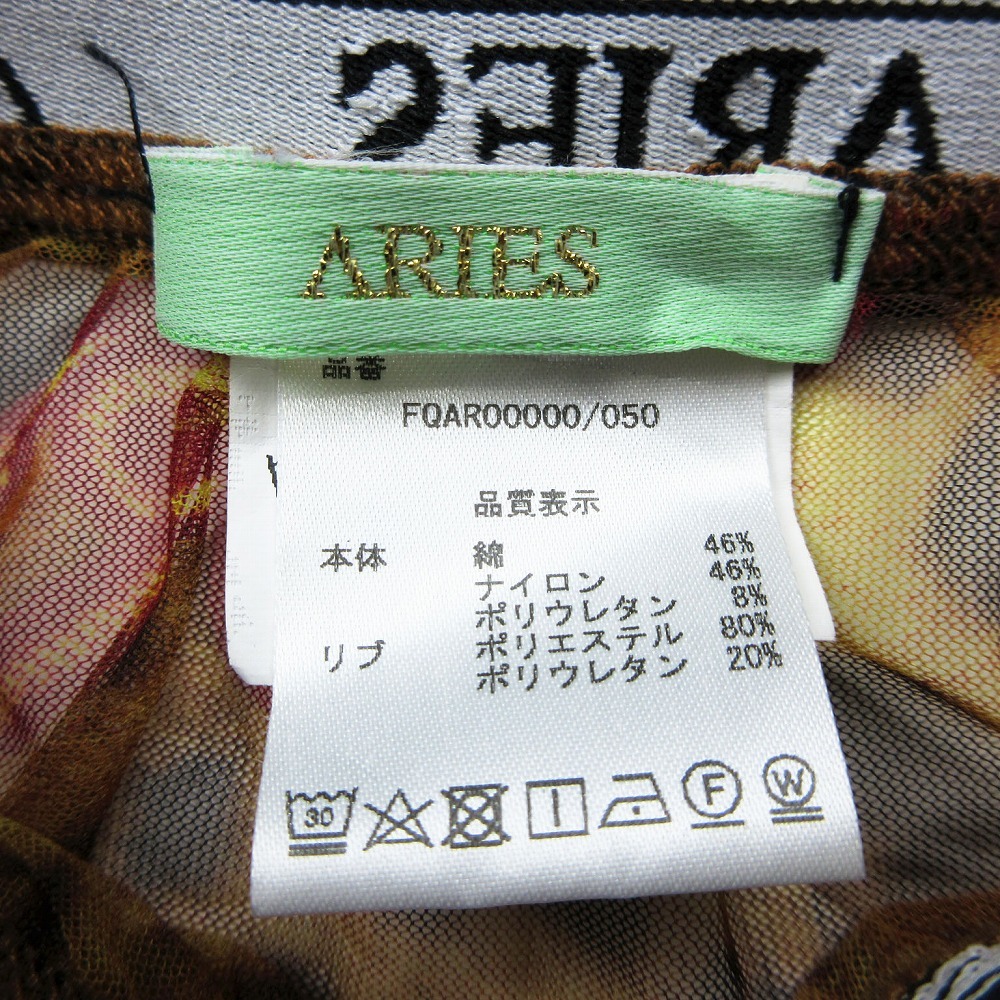 ARIES
ARIES
品番
FQAR00000/050
品質表示
本体 綿 46%
ナイロン 46%
ポリウレタン 8%
リブ ポリエステル 80%
ポリウレタン 20%
30 F W